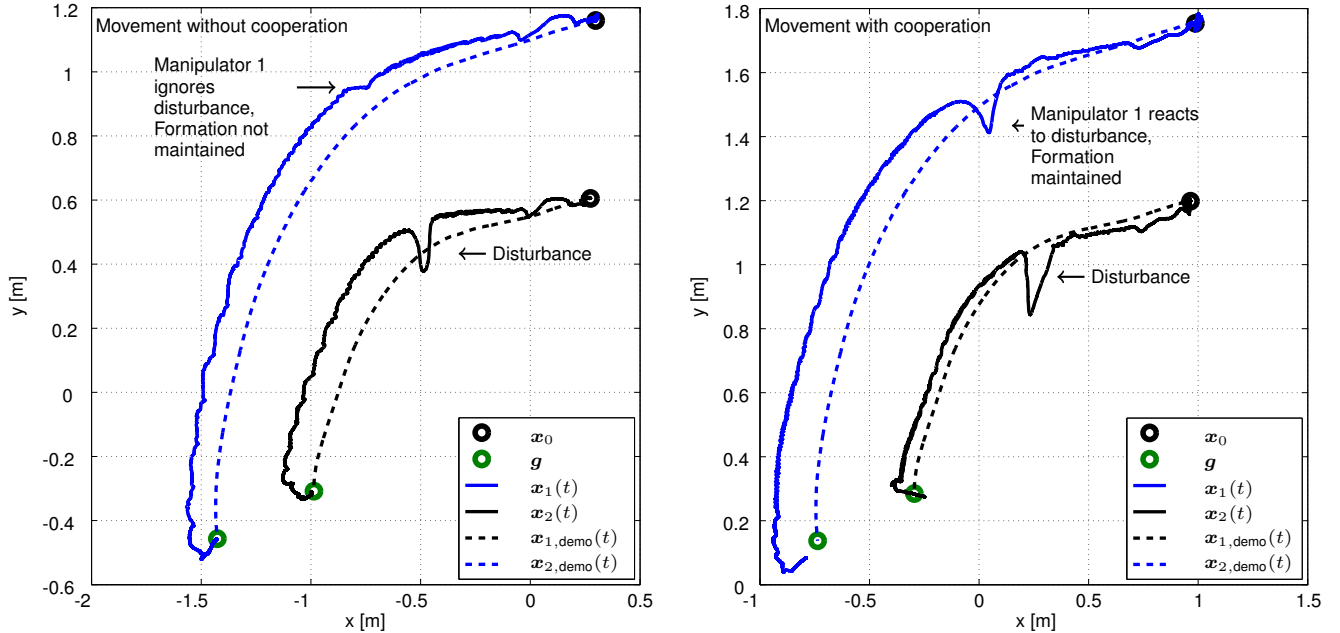 Movement without cooperation
Manipulator 1
ignores
disturbance,
Formation not
maintained
Disturbance
1.2
1
0.8
0.6
0.4
0.2
0
-0.2
-0.4
-0.6
y [m]
-2
-1.5
-1
-0.5
0
0.5
x [m]
x₀
g
x₁(t)
x₂(t)
x₁,demo(t)
x₂,demo(t)
Movement with cooperation
Manipulator 1 reacts
to disturbance,
Formation
maintained
Disturbance
1.8
1.6
1.4
1.2
1
0.8
0.6
0.4
0.2
0
y [m]
-1
-0.5
0
0.5
1
1.5
x [m]
x₀
g
x₁(t)
x₂(t)
x₁,demo(t)
x₂,demo(t)